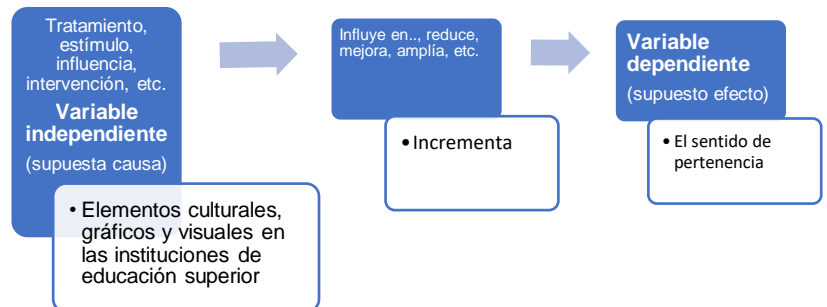 Tratamiento,
estímulo,
influencia,
intervención, etc.
Variable
independiente
(supuesta causa)
• Elementos culturales,
gráficos y visuales en
las instituciones de
educación superior
Influye en.., reduce,
mejora, amplía, etc.
• Incrementa
Variable
dependiente
(supuesto efecto)
• El sentido de
pertenencia